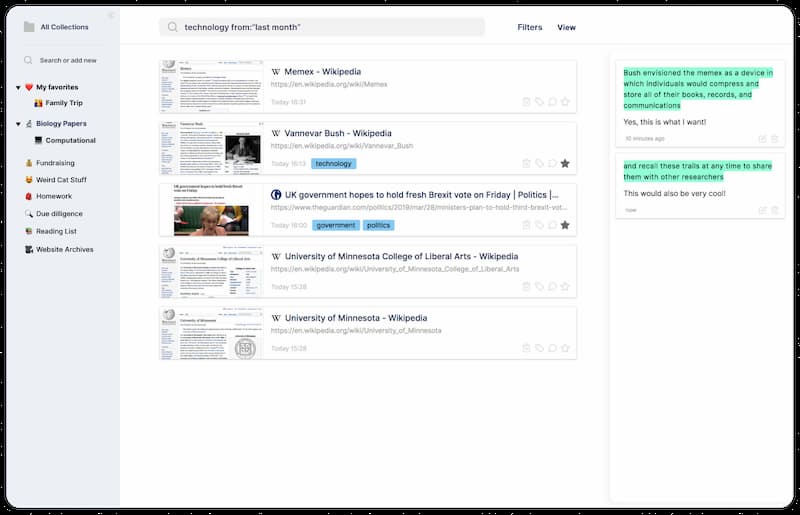 All Collections
Search or add new
My favorites
Family Trip
Biology Papers
Computational
Fundraising
Weird Cat Stuff
Homework
Due dilligence
Reading List
Website Archives
technology from:"last month"
Filters
View
Memex - Wikipedia
https://en.wikipedia.org/wiki/Memex
Today 16:31
Vannevar Bush - Wikipedia
https://en.wikipedia.org/wiki/Vannevar_Bush
Today 16:13 technology
UK government hopes to hold fresh Brexit vote on Friday | Politics |...
https://www.theguardian.com/politics/2019/mar/28/ministers-plan-to-hold-third-brexit-vot...
Today 16:00 government politics
University of Minnesota College of Liberal Arts - Wikipedia
https://en.wikipedia.org/wiki/University_of_Minnesota_College_of_Liberal_Arts
Today 15:28
University of Minnesota - Wikipedia
https://en.wikipedia.org/wiki/University_of_Minnesota
Today 15:28
Bush envisioned the memex as a device in
which individuals would compress and
store all of their books, records, and
communications
Yes, this is what I want!
10 minutes ago
and recall these trails at any time to share
them with other researchers
This would also be very cool!
now